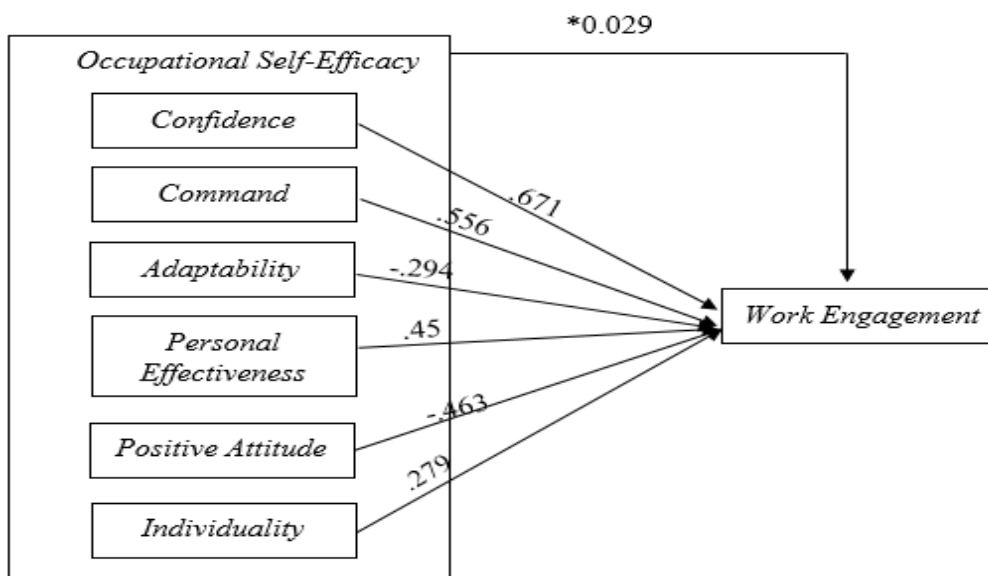 *0.029
Occupational Self-Efficacy
Confidence
.671
Command
.556
Adaptability
-.294
Work Engagement
Personal
Effectiveness
.45
Positive Attitude
-.463
Individuality
.279